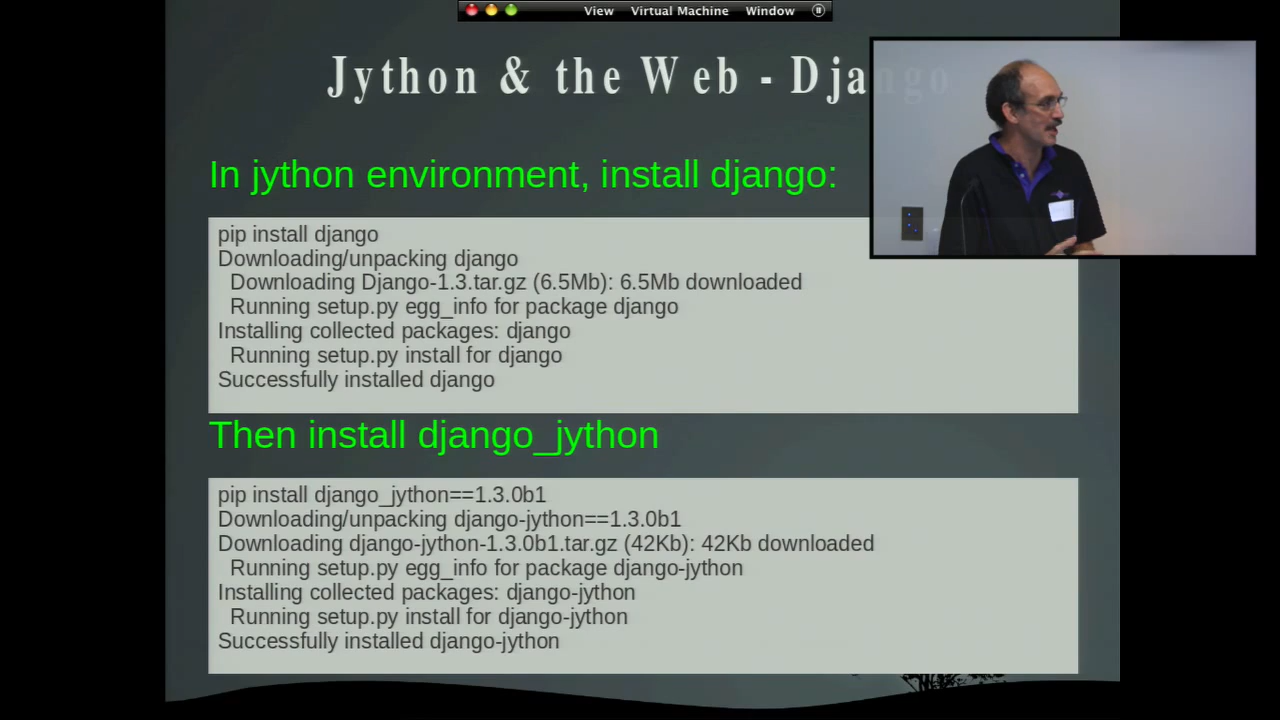 View Virtual Machine Window
Jython & the Web - Django
In jython environment, install django:
pip install django
Downloading/unpacking django
Downloading Django-1.3.tar.gz (6.5Mb): 6.5Mb downloaded
Running setup.py egg_info for package django
Installing collected packages: django
Running setup.py install for django
Successfully installed django
Then install django_jython
pip install django_jython==1.3.0b1
Downloading/unpacking django-jython==1.3.0b1
Downloading django-jython-1.3.0b1.tar.gz (42Kb): 42Kb downloaded
Running setup.py egg_info for package django-jython
Installing collected packages: django-jython
Running setup.py install for django-jython
Successfully installed django-jython